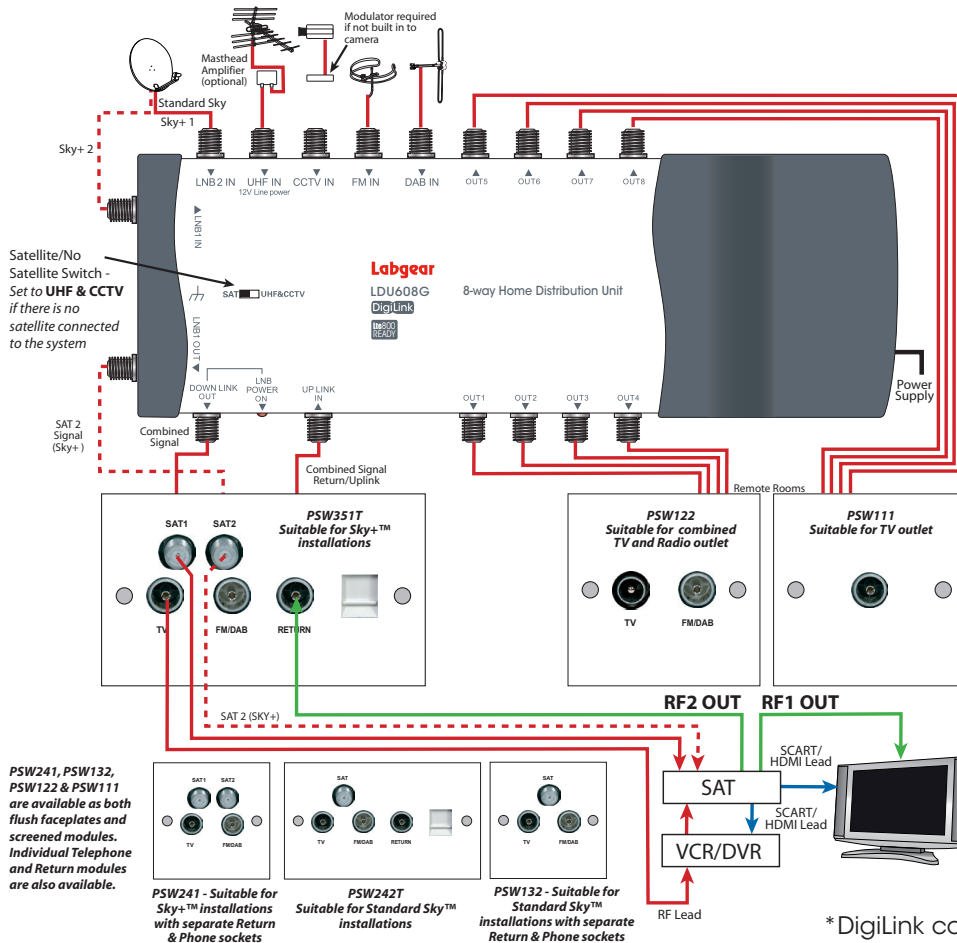 Modulator required
if not built in to
camera
Masthead
Amplifier
(optional)
Standard Sky
Sky+ 1
Sky+ 2
LNB 2 IN
UHF IN
12V Line power
CCTV IN
FM IN
DAB IN
OUT5
OUT6
OUT7
OUT8
LNB1 IN
Satellite/No
Satellite Switch -
Set to UHF & CCTV
if there is no
satellite connected
to the system
SAT
UHF&CCTV
Labgear
LDU608G
8-way Home Distribution Unit
DigiLink
lte800
READY
LNB1 OUT
DOWN LINK
OUT
LNB
POWER
ON
UP LINK
IN
OUT1
OUT2
OUT3
OUT4
Power
Supply
SAT 2
Signal
(Sky+)
Combined
Signal
Combined Signal
Return/Uplink
Remote Rooms
PSW351T
Suitable for Sky+™
installations
SAT1
SAT2
TV
FM/DAB
RETURN
PSW122
Suitable for combined
TV and Radio outlet
TV
FM/DAB
PSW111
Suitable for TV outlet
RF2 OUT
RF1 OUT
SAT 2 (SKY+)
SCART/
HDMI Lead
SAT
SCART/
HDMI Lead
VCR/DVR
RF Lead
PSW241, PSW132,
PSW122 & PSW111
are available as both
flush faceplates and
screened modules.
Individual Telephone
and Return modules
are also available.
SAT1
SAT2
TV
FM/DAB
PSW241 - Suitable for
Sky+™ installations
with separate Return
& Phone sockets
SAT
TV
FM/DAB
RETURN
PSW242T
Suitable for Standard Sky™
installations
SAT
TV
FM/DAB
PSW132 - Suitable for
Standard Sky™
installations with separate
Return & Phone sockets
*DigiLink co